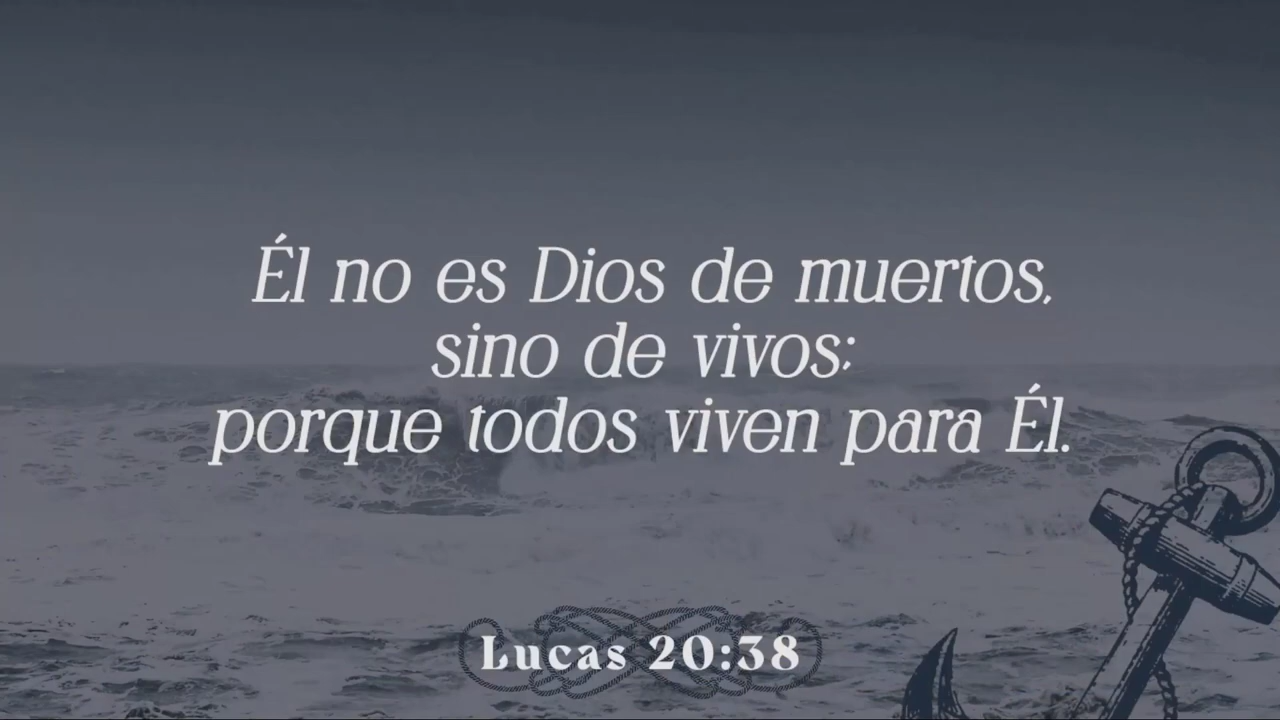 Él no es Dios de muertos,
sino de vivos;
porque todos viven para Él.
Lucas 20:38